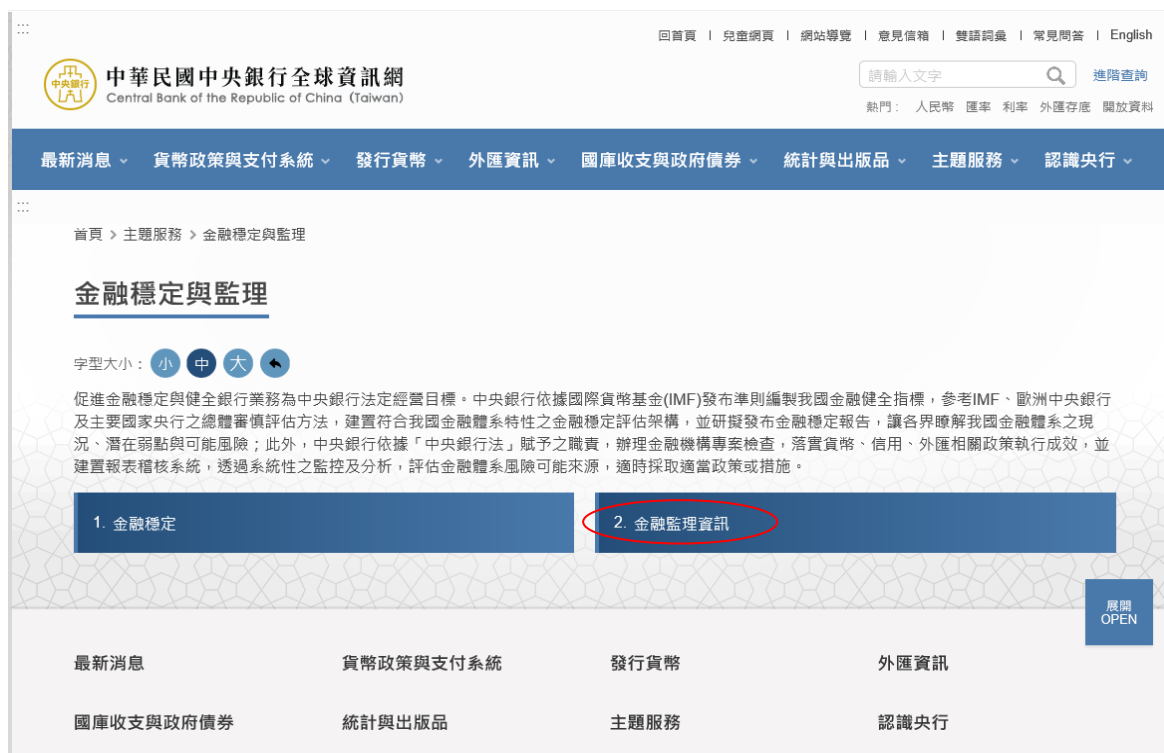 :::
回首頁 | 兒童網頁 | 網站導覽 | 意見信箱 | 雙語詞彙 | 常見問答 | English
中央銀行
中華民國中央銀行全球資訊網
Central Bank of the Republic of China (Taiwan)
請輸入文字
進階查詢
熱門： 人民幣 匯率 利率 外匯存底 開放資料
最新消息 貨幣政策與支付系統 發行貨幣 外匯資訊 國庫收支與政府債券 統計與出版品 主題服務 認識央行
:::
首頁 > 主題服務 > 金融穩定與監理
金融穩定與監理
字型大小： 小 中 大
促進金融穩定與健全銀行業務為中央銀行法定經營目標。中央銀行依據國際貨幣基金(IMF)發布準則編製我國金融健全指標，參考IMF、歐洲中央銀行
及主要國家央行之總體審慎評估方法，建置符合我國金融體系特性之金融穩定評估架構，並研擬發布金融穩定報告，讓各界瞭解我國金融體系之現
況、潛在弱點與可能風險；此外，中央銀行依據「中央銀行法」賦予之職責，辦理金融機構專案檢查，落實貨幣、信用、外匯相關政策執行成效，並
建置報表稽核系統，透過系統性之監控及分析，評估金融體系風險可能來源，適時採取適當政策或措施。
1. 金融穩定
2. 金融監理資訊
展開
OPEN
最新消息 貨幣政策與支付系統 發行貨幣 外匯資訊
國庫收支與政府債券 統計與出版品 主題服務 認識央行